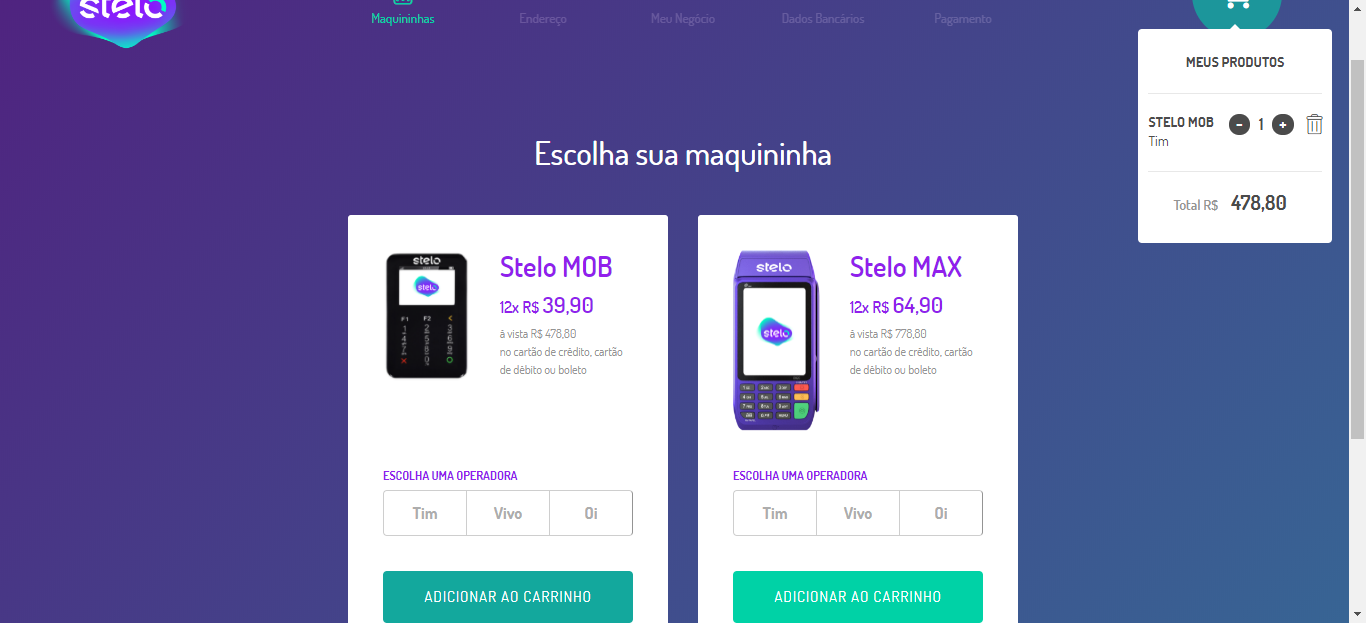 stelo
Maquininhas
Endereço
Meu Negócio
Dados Bancários
Pagamento
MEUS PRODUTOS
STELO MOB
- 1 +
Tim
Total R$ 478,80
Escolha sua maquininha
stelo
stelo
F1 F2 <
Stelo MOB
12x R$ 39,90
à vista R$ 478,80
no cartão de crédito, cartão
de débito ou boleto
ESCOLHA UMA OPERADORA
Tim Vivo Oi
ADICIONAR AO CARRINHO
stelo
stelo
Stelo MAX
12x R$ 64,90
à vista R$ 778,80
no cartão de crédito, cartão
de débito ou boleto
ESCOLHA UMA OPERADORA
Tim Vivo Oi
ADICIONAR AO CARRINHO